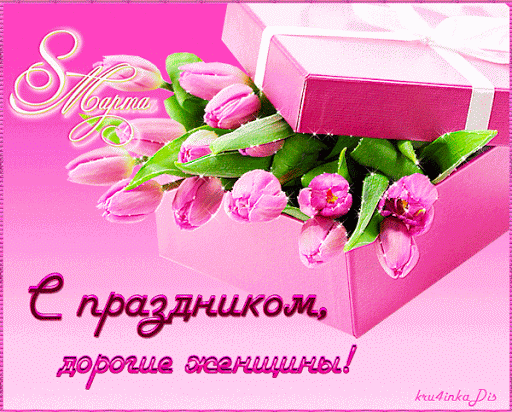 8 Марта
С праздником,
дорогие женщины!
kru4inka_Dis